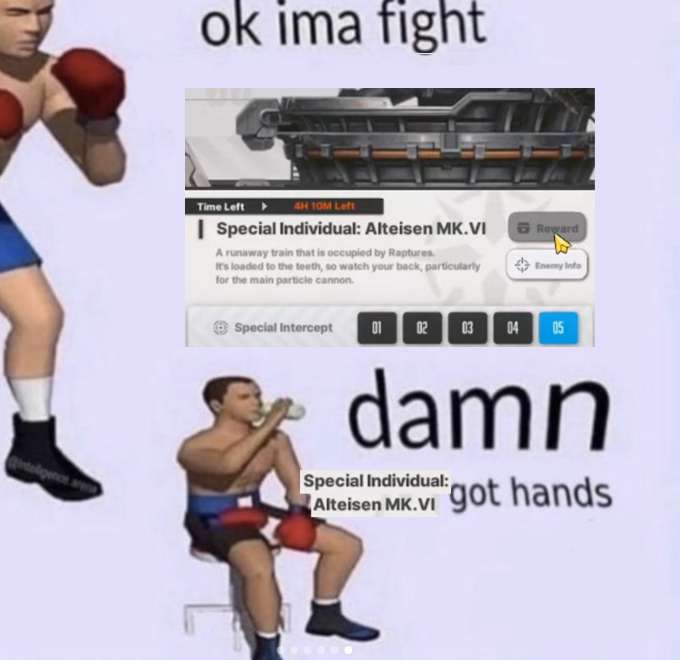 ok ima fight
Time Left
4H 10M Left
Special Individual: Alteisen MK.VI
Reward
A runaway train that is occupied by Raptures.
It's loaded to the teeth, so watch your back, particularly
for the main particle cannon.
Enemy Info
Special Intercept
01 02 03 04 05
damn
Special Individual:
Alteisen MK.VI
got hands